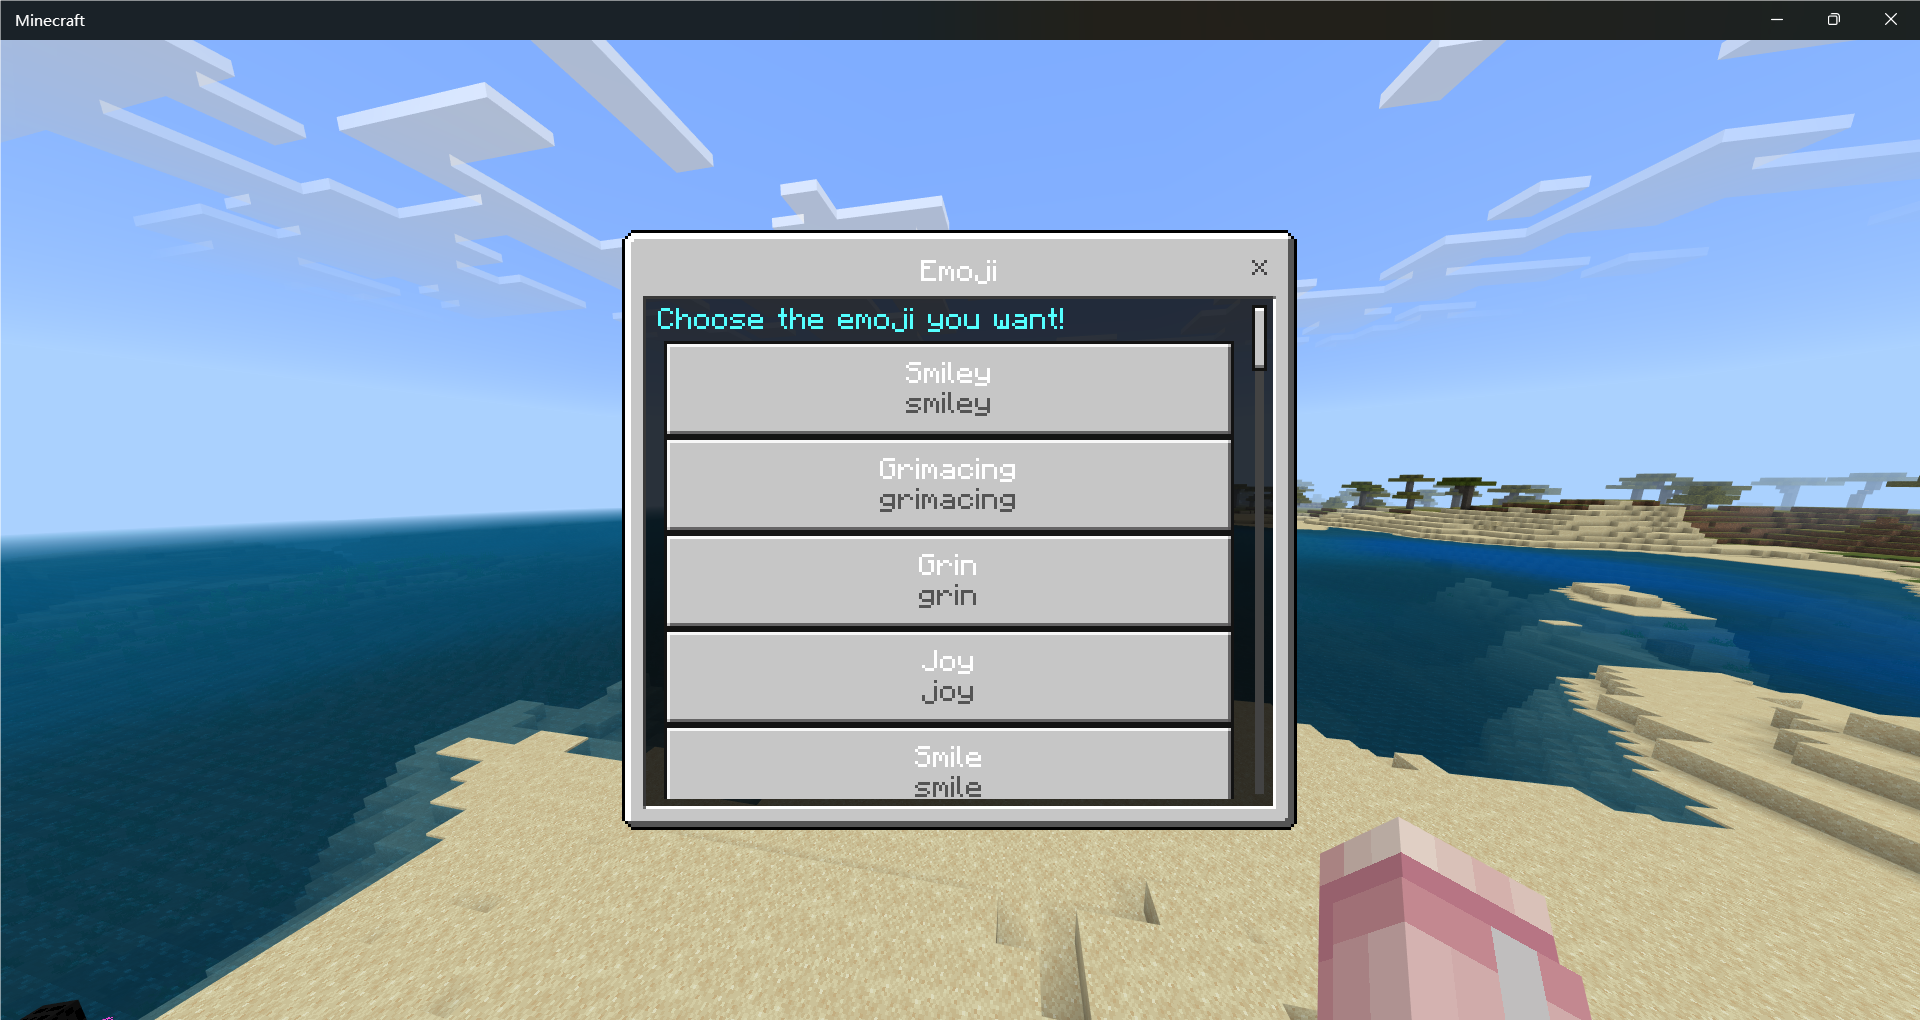 Minecraft
Emoji
Choose the emoji you want!
Smiley
smiley
Grimacing
grimacing
Grin
grin
Joy
joy
Smile
smile